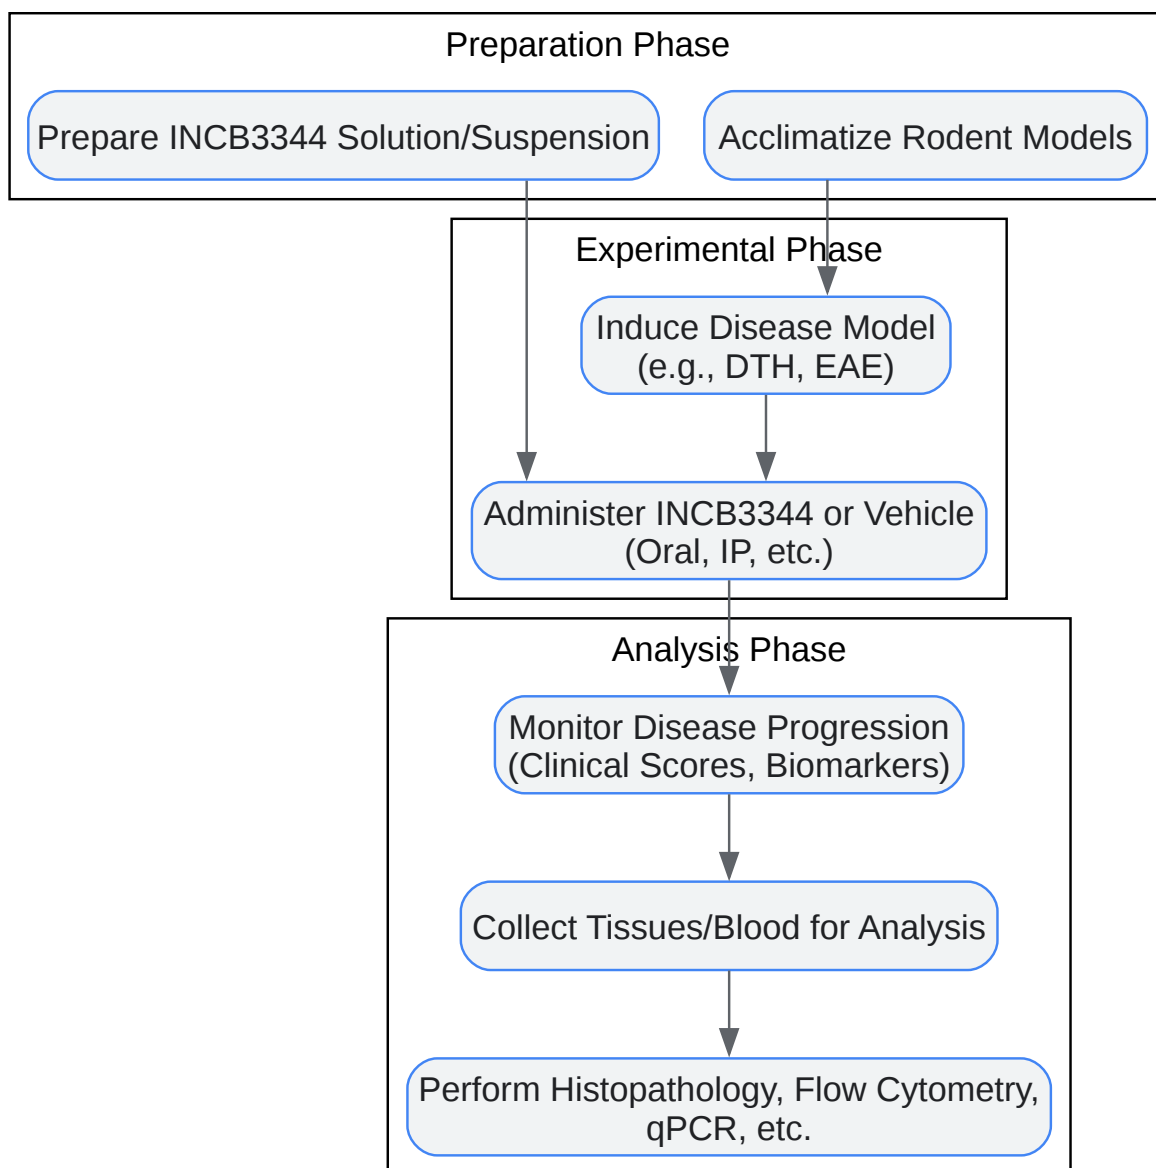 Preparation Phase
Prepare INCB3344 Solution/Suspension
Acclimatize Rodent Models
Experimental Phase
Induce Disease Model
(e.g., DTH, EAE)
Administer INCB3344 or Vehicle
(Oral, IP, etc.)
Analysis Phase
Monitor Disease Progression
(Clinical Scores, Biomarkers)
Collect Tissues/Blood for Analysis
Perform Histopathology, Flow Cytometry,
qPCR, etc.